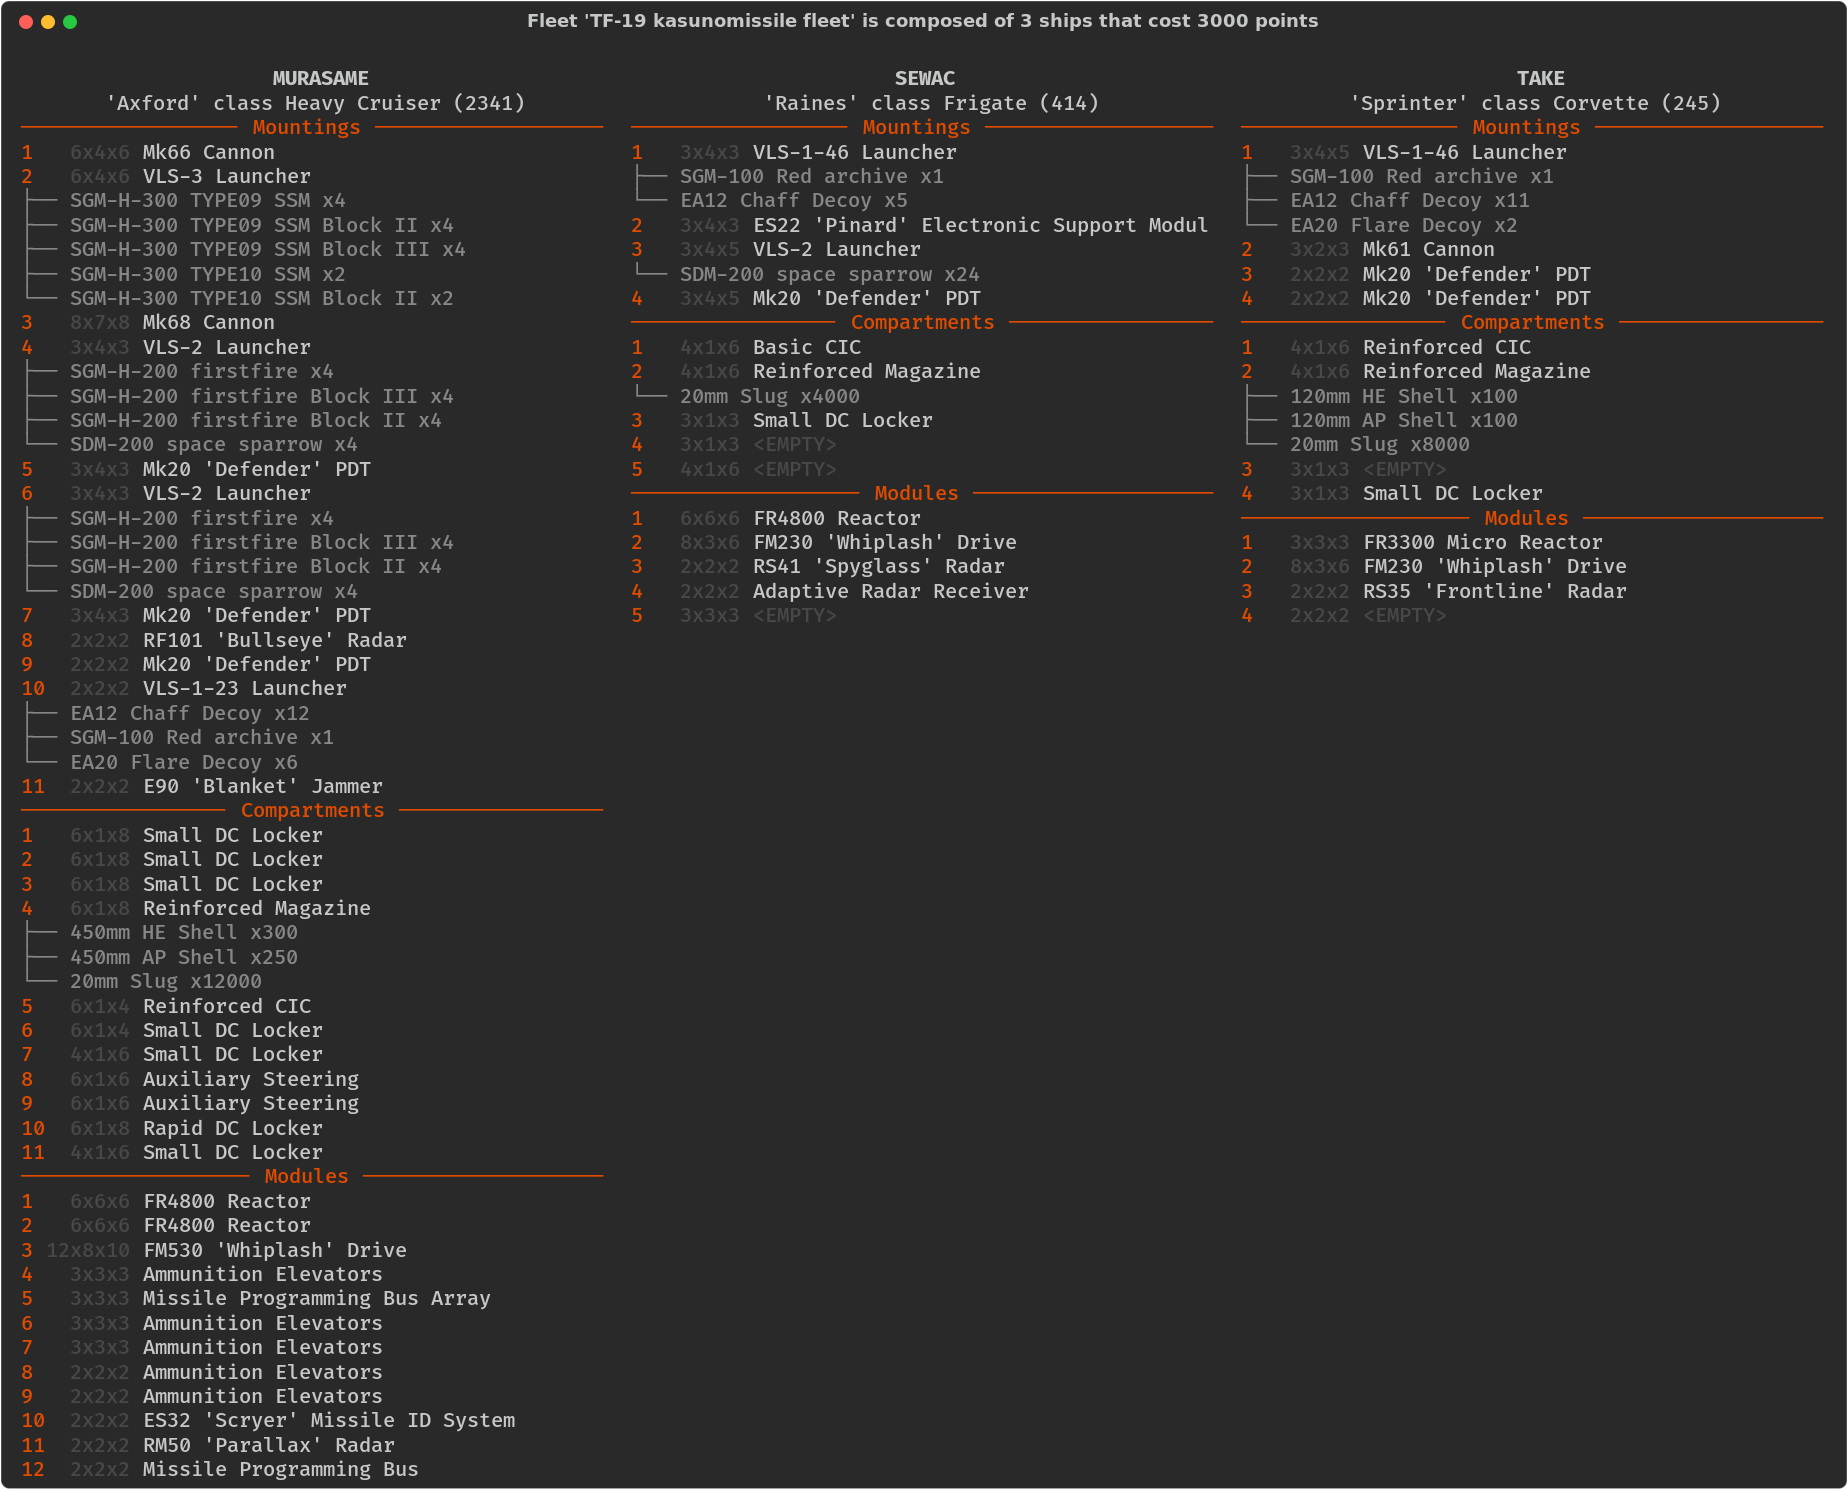 Fleet 'TF-19 kasunomissile fleet' is composed of 3 ships that cost 3000 points
MURASAME
'Axford' class Heavy Cruiser (2341)
Mountings
1 6x4x6 Mk66 Cannon
2 6x4x6 VLS-3 Launcher
SGM-H-300 TYPE09 SSM x4
SGM-H-300 TYPE09 SSM Block II x4
SGM-H-300 TYPE09 SSM Block III x4
SGM-H-300 TYPE10 SSM x2
SGM-H-300 TYPE10 SSM Block II x2
3 8x7x8 Mk68 Cannon
4 3x4x3 VLS-2 Launcher
SGM-H-200 firstfire x4
SGM-H-200 firstfire Block III x4
SGM-H-200 firstfire Block II x4
SDM-200 space sparrow x4
5 3x4x3 Mk20 'Defender' PDT
6 3x4x3 VLS-2 Launcher
SGM-H-200 firstfire x4
SGM-H-200 firstfire Block III x4
SGM-H-200 firstfire Block II x4
SDM-200 space sparrow x4
7 3x4x3 Mk20 'Defender' PDT
8 2x2x2 RF101 'Bullseye' Radar
9 2x2x2 Mk20 'Defender' PDT
10 2x2x2 VLS-1-23 Launcher
EA12 Chaff Decoy x12
SGM-100 Red archive x1
EA20 Flare Decoy x6
11 2x2x2 E90 'Blanket' Jammer
Compartments
1 6x1x8 Small DC Locker
2 6x1x8 Small DC Locker
3 6x1x8 Small DC Locker
4 6x1x8 Reinforced Magazine
450mm HE Shell x300
450mm AP Shell x250
20mm Slug x12000
5 6x1x4 Reinforced CIC
6 6x1x4 Small DC Locker
7 4x1x6 Small DC Locker
8 6x1x6 Auxiliary Steering
9 6x1x6 Auxiliary Steering
10 6x1x8 Rapid DC Locker
11 4x1x6 Small DC Locker
Modules
1 6x6x6 FR4800 Reactor
2 6x6x6 FR4800 Reactor
3 12x8x10 FM530 'Whiplash' Drive
4 3x3x3 Ammunition Elevators
5 3x3x3 Missile Programming Bus Array
6 3x3x3 Ammunition Elevators
7 3x3x3 Ammunition Elevators
8 2x2x2 Ammunition Elevators
9 2x2x2 Ammunition Elevators
10 2x2x2 ES32 'Scryer' Missile ID System
11 2x2x2 RM50 'Parallax' Radar
12 2x2x2 Missile Programming Bus
SEWAC
'Raines' class Frigate (414)
Mountings
1 3x4x3 VLS-1-46 Launcher
SGM-100 Red archive x1
EA12 Chaff Decoy x5
2 3x4x3 ES22 'Pinard' Electronic Support Modul
3 3x4x5 VLS-2 Launcher
SDM-200 space sparrow x24
4 3x4x5 Mk20 'Defender' PDT
Compartments
1 4x1x6 Basic CIC
2 4x1x6 Reinforced Magazine
20mm Slug x4000
3 3x1x3 Small DC Locker
4 3x1x3 <EMPTY>
5 4x1x6 <EMPTY>
Modules
1 6x6x6 FR4800 Reactor
2 8x3x6 FM230 'Whiplash' Drive
3 2x2x2 RS41 'Spyglass' Radar
4 2x2x2 Adaptive Radar Receiver
5 3x3x3 <EMPTY>
TAKE
'Sprinter' class Corvette (245)
Mountings
1 3x4x5 VLS-1-46 Launcher
SGM-100 Red archive x1
EA12 Chaff Decoy x11
EA20 Flare Decoy x2
2 3x2x3 Mk61 Cannon
3 2x2x2 Mk20 'Defender' PDT
4 2x2x2 Mk20 'Defender' PDT
Compartments
1 4x1x6 Reinforced CIC
2 4x1x6 Reinforced Magazine
120mm HE Shell x100
120mm AP Shell x100
20mm Slug x8000
3 3x1x3 <EMPTY>
4 3x1x3 Small DC Locker
Modules
1 3x3x3 FR3300 Micro Reactor
2 8x3x6 FM230 'Whiplash' Drive
3 2x2x2 RS35 'Frontline' Radar
4 2x2x2 <EMPTY>